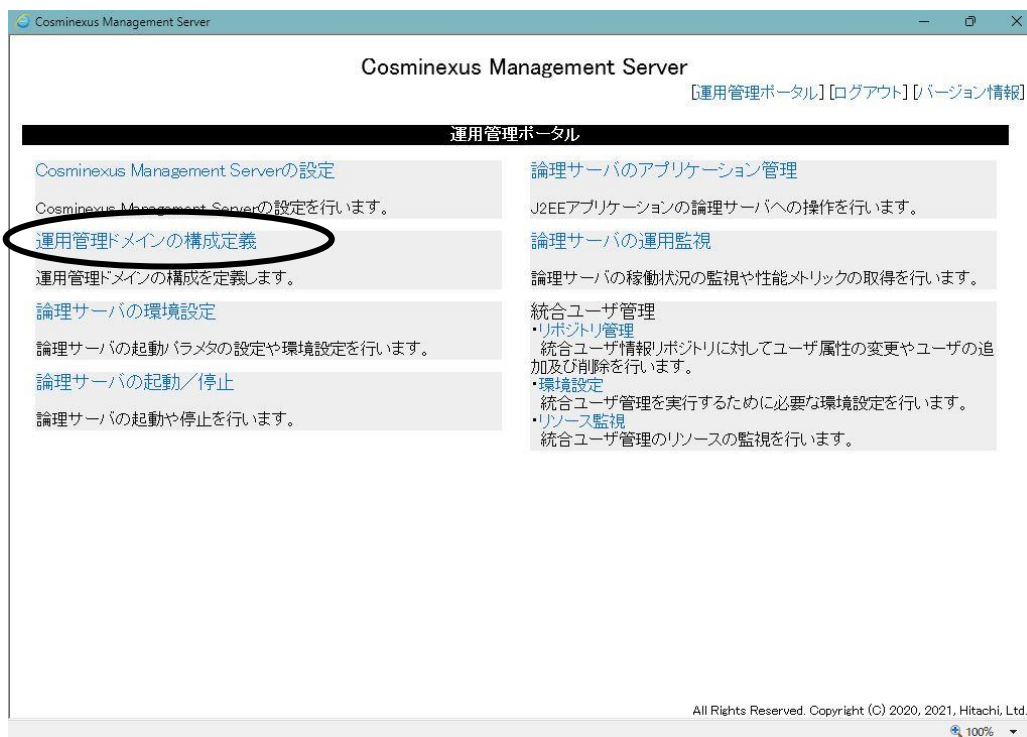 Cosminexus Management Server
Cosminexus Management Server
[運用管理ポータル] [ログアウト] [バージョン情報]
運用管理ポータル
Cosminexus Management Serverの設定
Cosminexus Management Serverの設定を行います。
運用管理ドメインの構成定義
運用管理ドメインの構成を定義します。
論理サーバの環境設定
論理サーバの起動パラメタの設定や環境設定を行います。
論理サーバの起動／停止
論理サーバの起動や停止を行います。
論理サーバのアプリケーション管理
J2EEアプリケーションの論理サーバへの操作を行います。
論理サーバの運用監視
論理サーバの稼働状況の監視や性能メトリックの取得を行います。
統合ユーザ管理
・リポジトリ管理
統合ユーザ情報リポジトリに対してユーザ属性の変更やユーザの追
加及び削除を行います。
・環境設定
統合ユーザ管理を実行するために必要な環境設定を行います。
・リソース監視
統合ユーザ管理のリソースの監視を行います。
All Rights Reserved. Copyright (C) 2020, 2021, Hitachi, Ltd.
100%